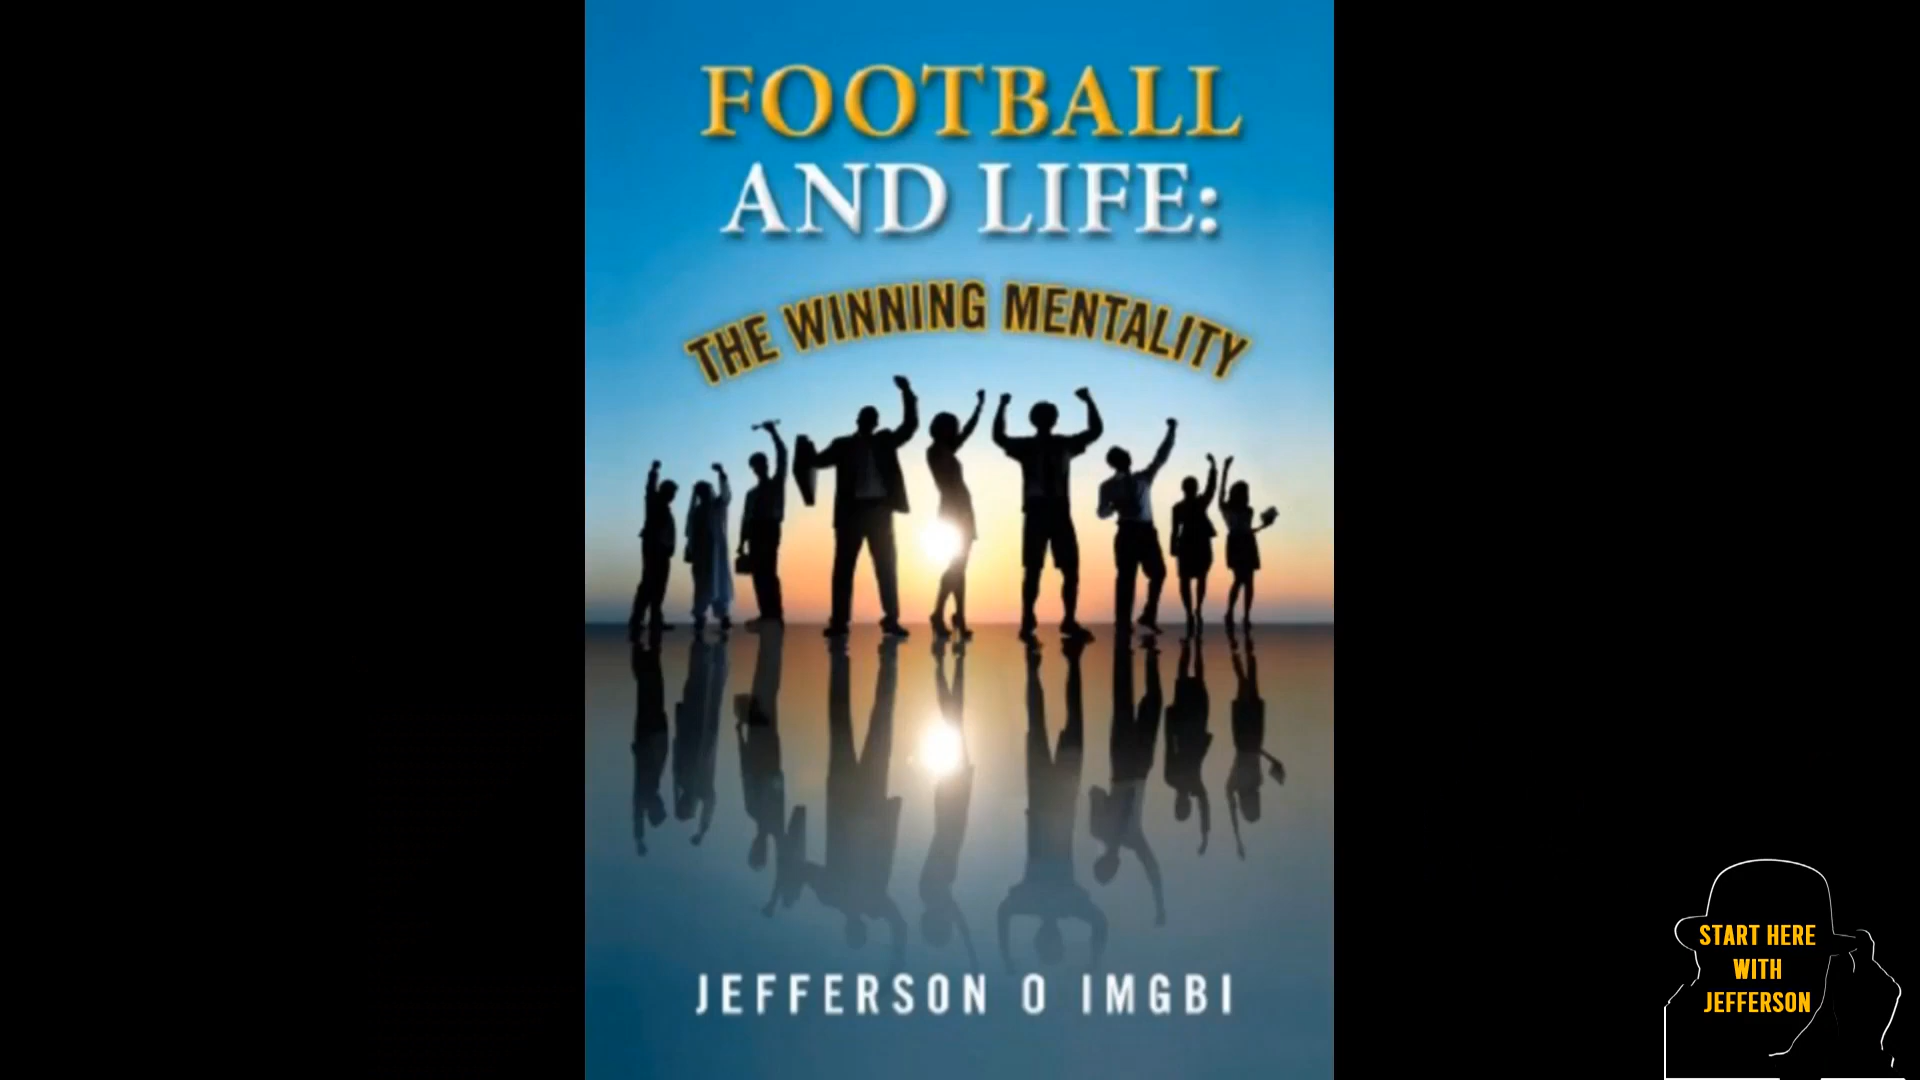 FOOTBALL
AND LIFE:
THE WINNING MENTALITY
JEFFERSON O IMGBI
START HERE
WITH
JEFFERSON